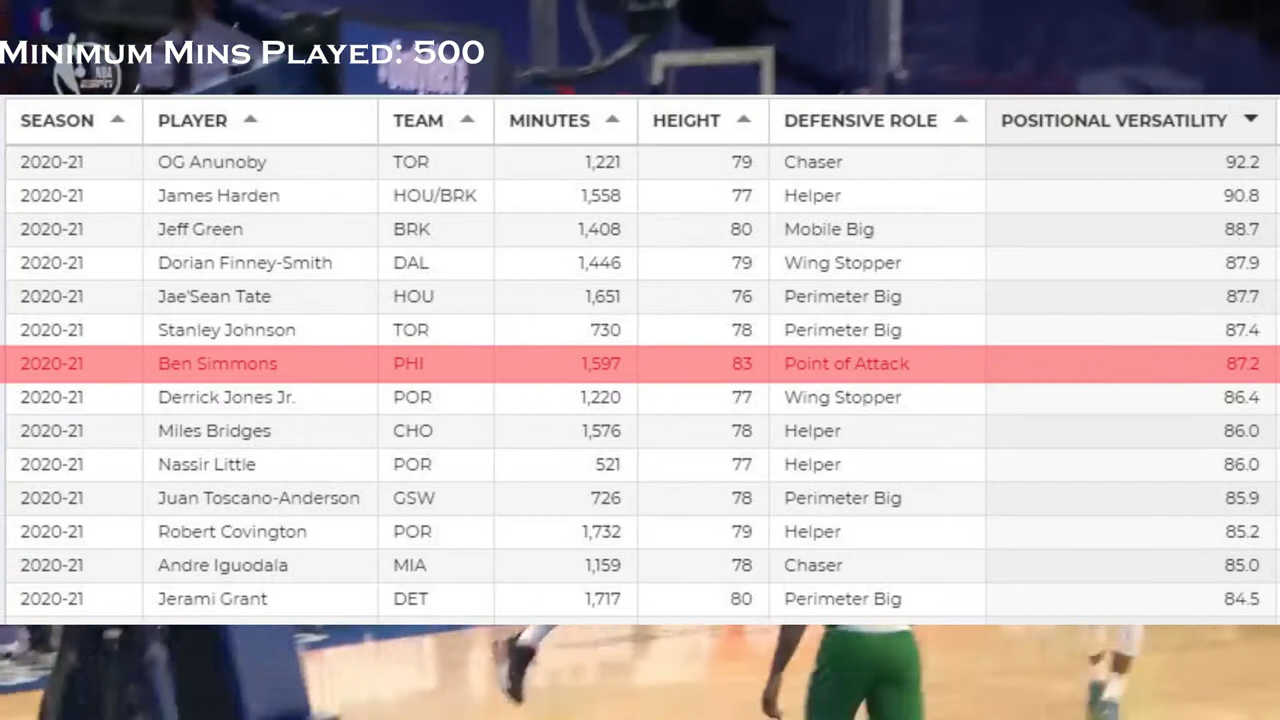 Minimum Mins Played: 500
NBA
SEASON PLAYER TEAM MINUTES HEIGHT DEFENSIVE ROLE POSITIONAL VERSATILITY
2020-21 OG Anunoby TOR 1,221 79 Chaser 92.2
2020-21 James Harden HOU/BRK 1,558 77 Helper 90.8
2020-21 Jeff Green BRK 1,408 80 Mobile Big 88.7
2020-21 Dorian Finney-Smith DAL 1,446 79 Wing Stopper 87.9
2020-21 Jae'Sean Tate HOU 1,651 76 Perimeter Big 87.7
2020-21 Stanley Johnson TOR 730 78 Perimeter Big 87.4
2020-21 Ben Simmons PHI 1,597 83 Point of Attack 87.2
2020-21 Derrick Jones Jr. POR 1,220 77 Wing Stopper 86.4
2020-21 Miles Bridges CHO 1,576 78 Helper 86.0
2020-21 Nassir Little POR 521 77 Helper 86.0
2020-21 Juan Toscano-Anderson GSW 726 78 Perimeter Big 85.9
2020-21 Robert Covington POR 1,732 79 Helper 85.2
2020-21 Andre Iguodala MIA 1,159 78 Chaser 85.0
2020-21 Jerami Grant DET 1,717 80 Perimeter Big 84.5